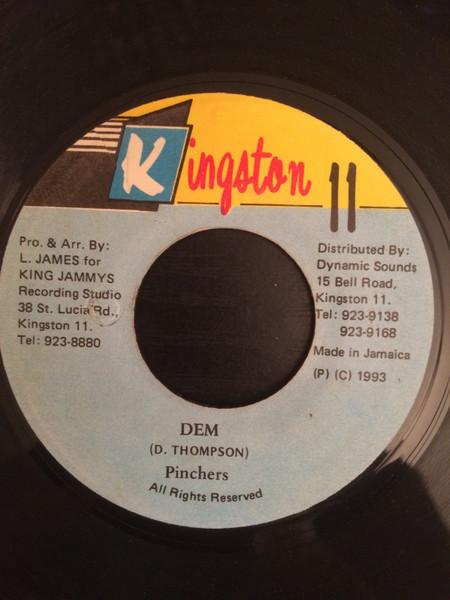 Kingston 11
Pro. & Arr. By:
L. JAMES for
KING JAMMYS
Recording Studio
38 St. Lucia Rd.,
Kingston 11.
Tel: 923-8880
Distributed By:
Dynamic Sounds
15 Bell Road,
Kingston 11.
Tel: 923-9138
923-9168
Made in Jamaica
(P) (C) 1993
DEM
(D. THOMPSON)
Pinchers
All Rights Reserved